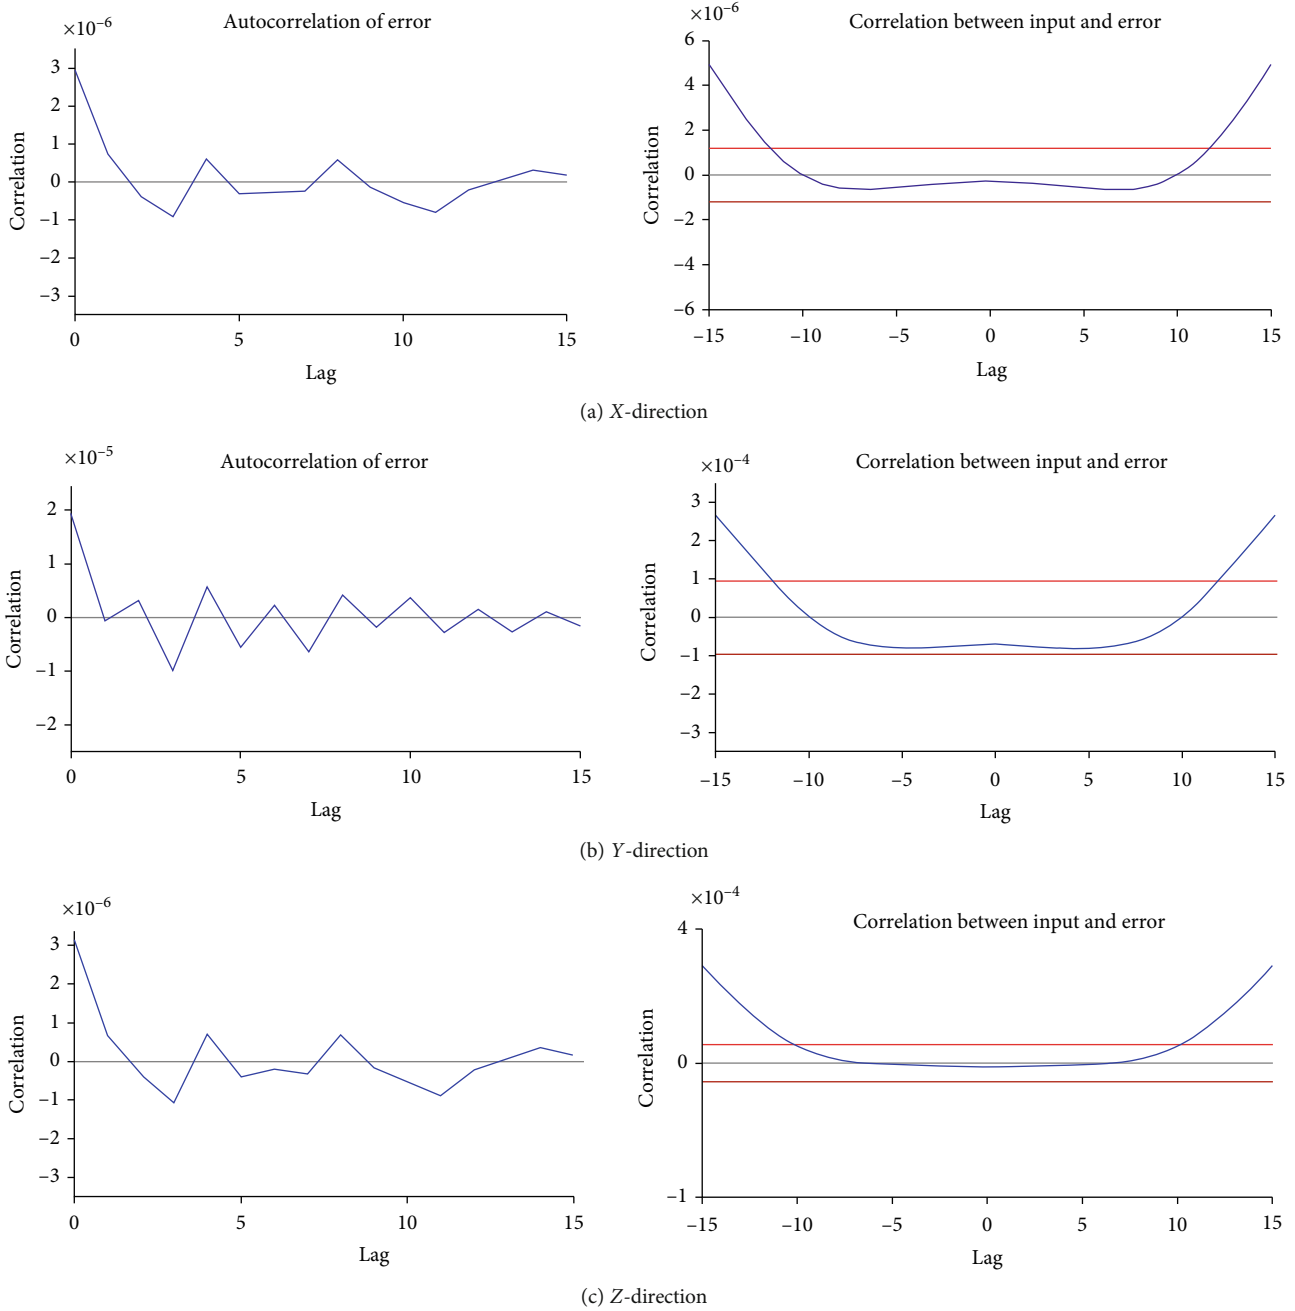 ×10⁻⁶ Autocorrelation of error
3
2
1
0
−1
−2
−3
Correlation
0 5 10 15
Lag
×10⁻⁶
Correlation between input and error
6
4
2
0
−2
−4
−6
Correlation
−15 −10 −5 0 5 10 15
Lag
(a) X-direction
×10⁻⁵ Autocorrelation of error
2
1
0
−1
−2
Correlation
0 5 10 15
Lag
×10⁻⁴ Correlation between input and error
3
2
1
0
−1
−2
−3
Correlation
−15 −10 −5 0 5 10 15
Lag
(b) Y-direction
×10⁻⁶
3
2
1
0
−1
−2
−3
Correlation
0 5 10 15
Lag
×10⁻⁴
Correlation between input and error
4
0
−1
Correlation
−15 −10 −5 0 5 10 15
Lag
(c) Z-direction